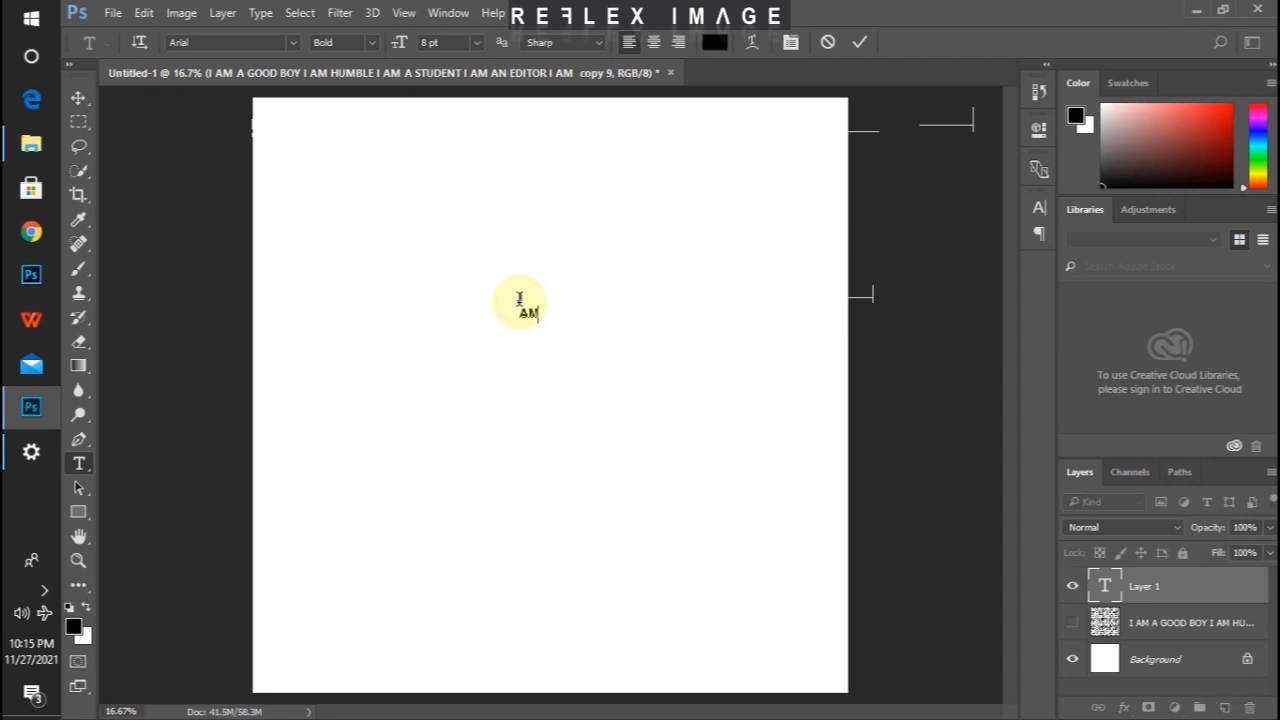 Ps File Edit Image Layer Type Select Filter 3D View Window Help
REFLEX IMAGE
T Arial Bold 8 pt Sharp
Untitled-1 @ 16.7% (I AM A GOOD BOY I AM HUMBLE I AM A STUDENT I AM AN EDITOR I AM copy 9, RGB/8) *
Color Swatches
Libraries Adjustments
Search Adobe Stock
To use Creative Cloud Libraries,
please sign in to Creative Cloud
AM
Layers Channels Paths
Kind
Normal Opacity: 100%
Lock: Fill: 100%
T Layer 1
I AM A GOOD BOY I AM HU...
Background
Ps
W
Ps
10:15 PM
11/27/2021
3
16.67% Doc: 41.5M/58.3M